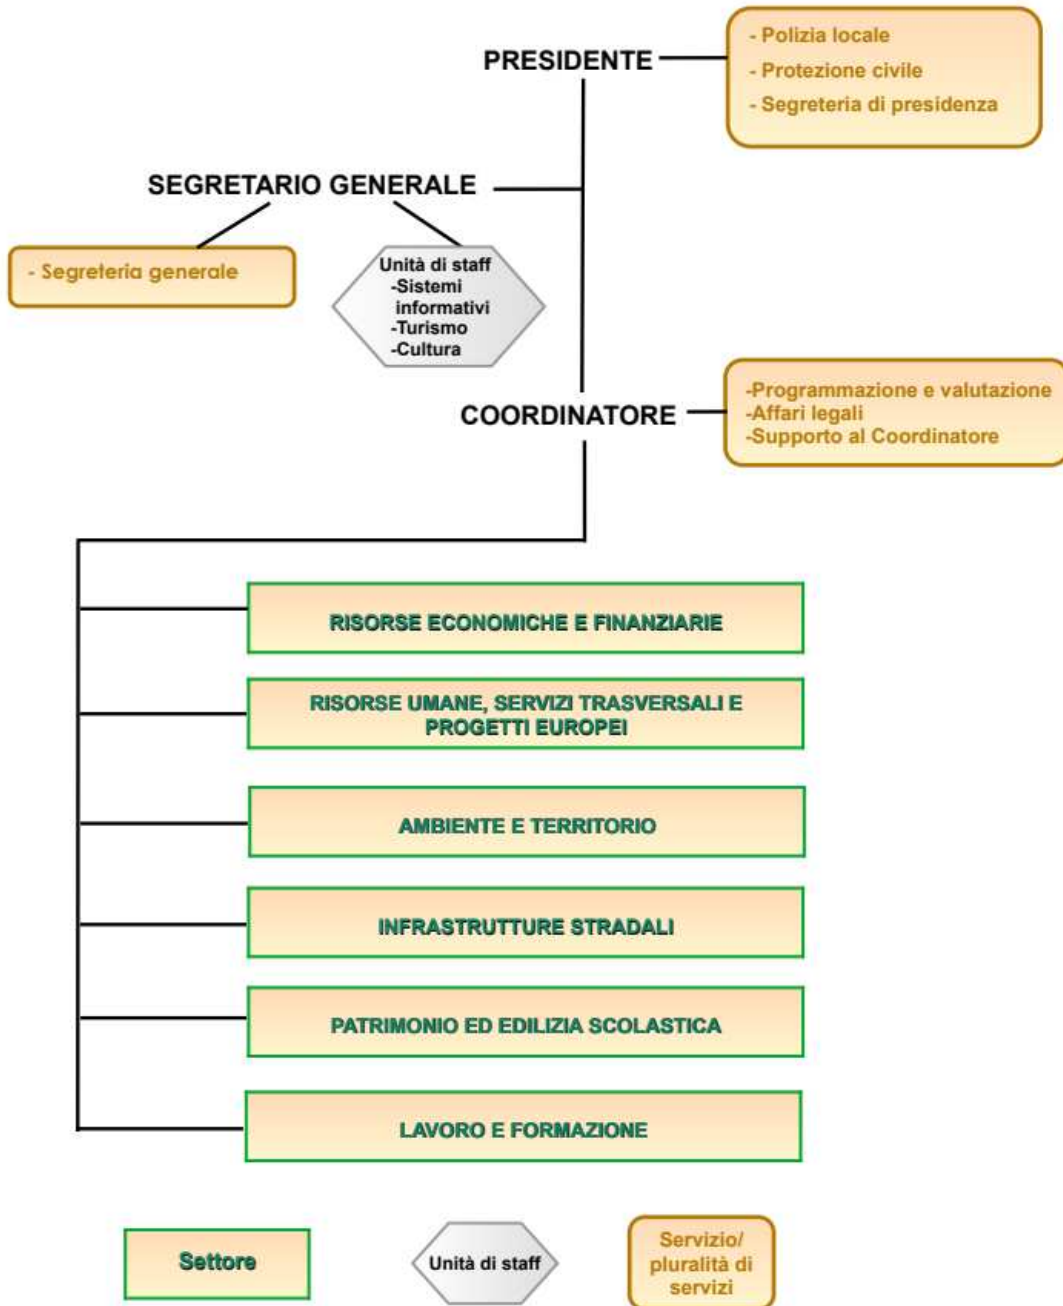 PRESIDENTE
- Polizia locale
- Protezione civile
- Segreteria di presidenza
SEGRETARIO GENERALE
- Segreteria generale
Unità di staff
-Sistemi
informativi
-Turismo
-Cultura
COORDINATORE
-Programmazione e valutazione
-Affari legali
-Supporto al Coordinatore
RISORSE ECONOMICHE E FINANZIARIE
RISORSE UMANE, SERVIZI TRASVERSALI E
PROGETTI EUROPEI
AMBIENTE E TERRITORIO
INFRASTRUTTURE STRADALI
PATRIMONIO ED EDILIZIA SCOLASTICA
LAVORO E FORMAZIONE
Settore
Unità di staff
Servizio/
pluralità di
servizi